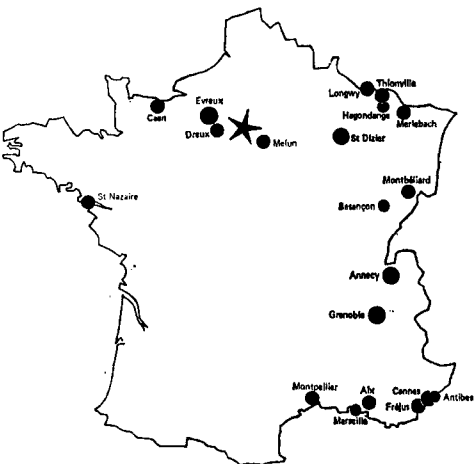 Longwy
Thionville
Hagondange
Merlebach
Caen
Evreux
Dreux
Melun
St Dizier
Montbéliard
Besançon
St Nazaire
Annecy
Grenoble
Montpellier
Aix
Marseille
Cannes
Antibes
Fréjus